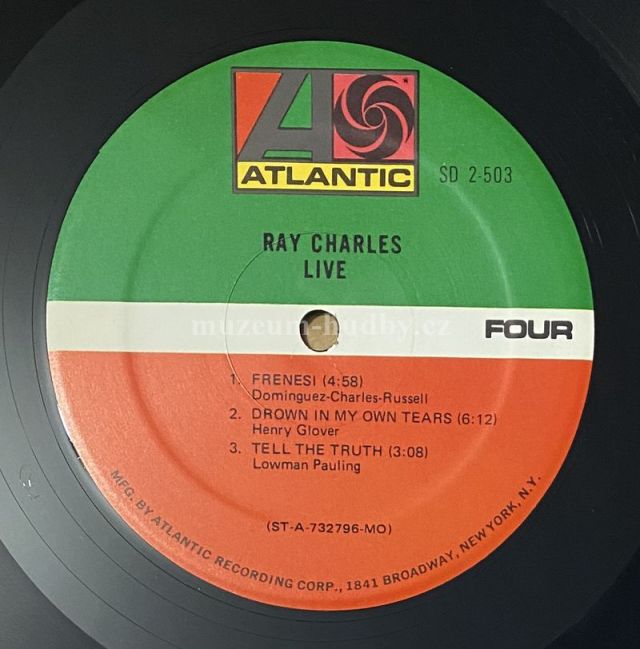 ATLANTIC
SD 2-503
RAY CHARLES
LIVE
muzeum-hudby.cz
FOUR
1. FRENESI (4:58)
Dominguez-Charles-Russell
2. DROWN IN MY OWN TEARS (6:12)
Henry Glover
3. TELL THE TRUTH (3:08)
Lowman Pauling
(ST-A-732796-MO)
MFG. BY ATLANTIC RECORDING CORP., 1841 BROADWAY, NEW YORK, N.Y.